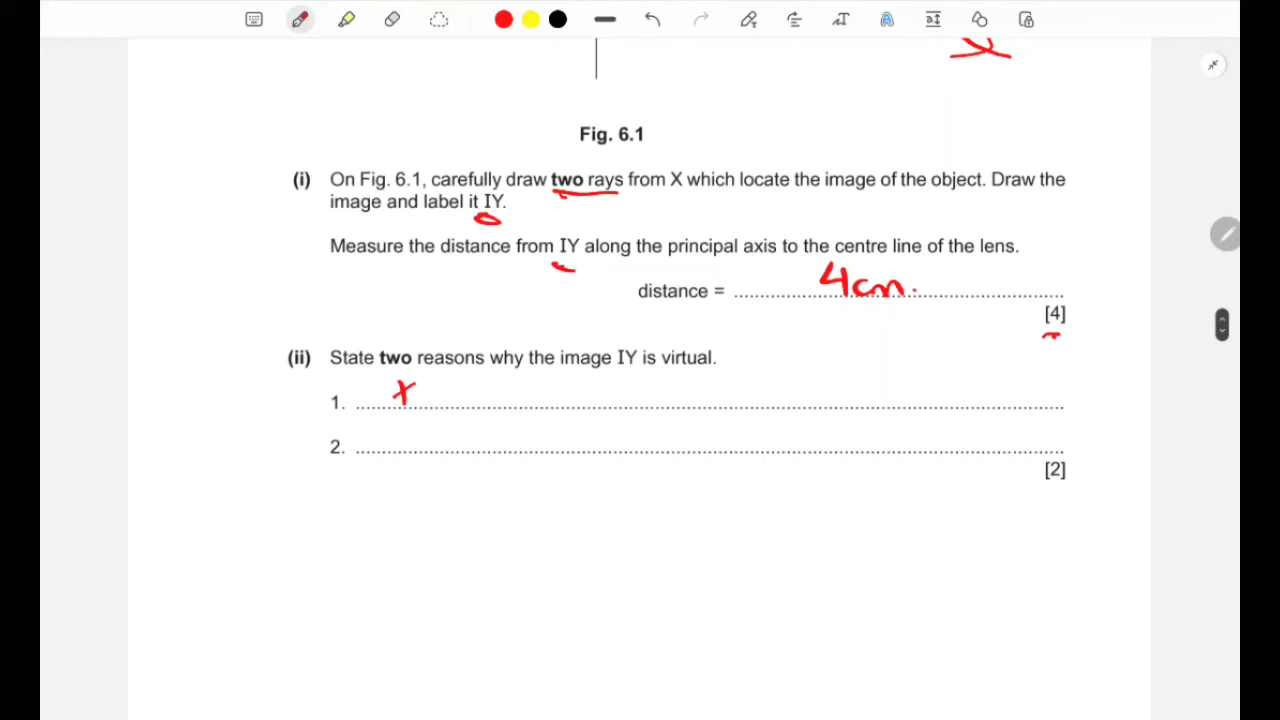 Fig. 6.1
(i) On Fig. 6.1, carefully draw two rays from X which locate the image of the object. Draw the
image and label it IY.
Measure the distance from IY along the principal axis to the centre line of the lens.
distance = .......... 4cm. ..........
[4]
(ii) State two reasons why the image IY is virtual.
1. ....................
2. ....................
[2]